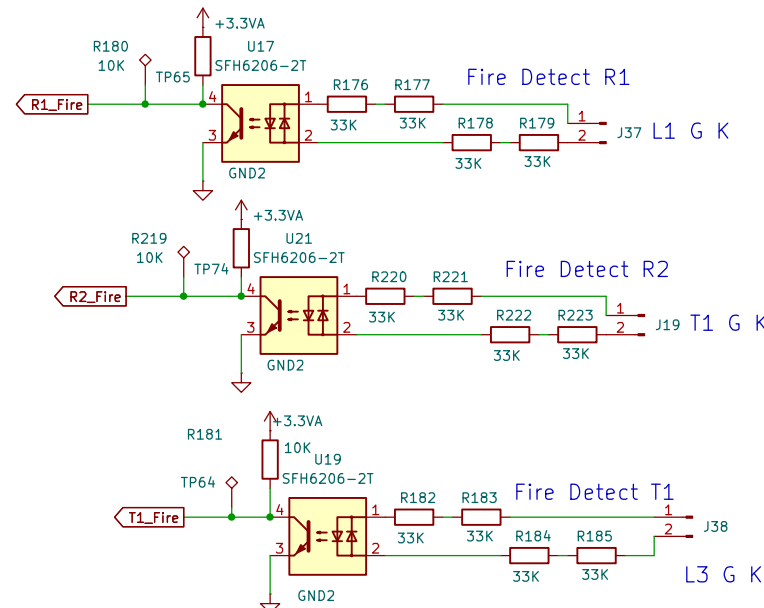 +3.3VA
R180
10K
U17
SFH6206-2T
TP65
R1_Fire
4
3
1
2
R176
33K
R177
33K
Fire Detect R1
R178
33K
R179
33K
1
2
J37
L1 G K
GND2
+3.3VA
R219
10K
U21
SFH6206-2T
TP74
R2_Fire
4
3
1
2
R220
33K
R221
33K
Fire Detect R2
R222
33K
R223
33K
1
2
J19
T1 G K
GND2
+3.3VA
R181
10K
U19
SFH6206-2T
TP64
T1_Fire
4
3
1
2
R182
33K
R183
33K
Fire Detect T1
R184
33K
R185
33K
1
2
J38
L3 G K
GND2